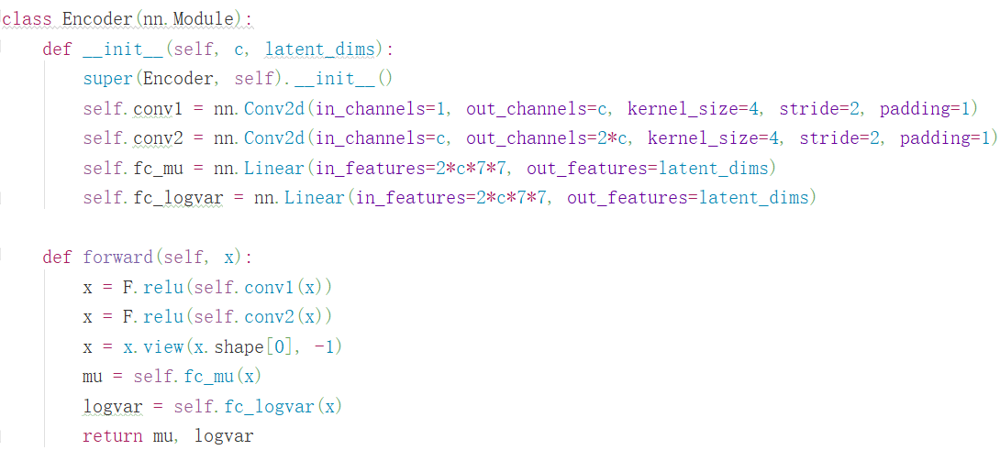 class Encoder(nn.Module):
    def __init__(self, c, latent_dims):
        super(Encoder, self).__init__()
        self.conv1 = nn.Conv2d(in_channels=1, out_channels=c, kernel_size=4, stride=2, padding=1)
        self.conv2 = nn.Conv2d(in_channels=c, out_channels=2*c, kernel_size=4, stride=2, padding=1)
        self.fc_mu = nn.Linear(in_features=2*c*7*7, out_features=latent_dims)
        self.fc_logvar = nn.Linear(in_features=2*c*7*7, out_features=latent_dims)

    def forward(self, x):
        x = F.relu(self.conv1(x))
        x = F.relu(self.conv2(x))
        x = x.view(x.shape[0], -1)
        mu = self.fc_mu(x)
        logvar = self.fc_logvar(x)
        return mu, logvar